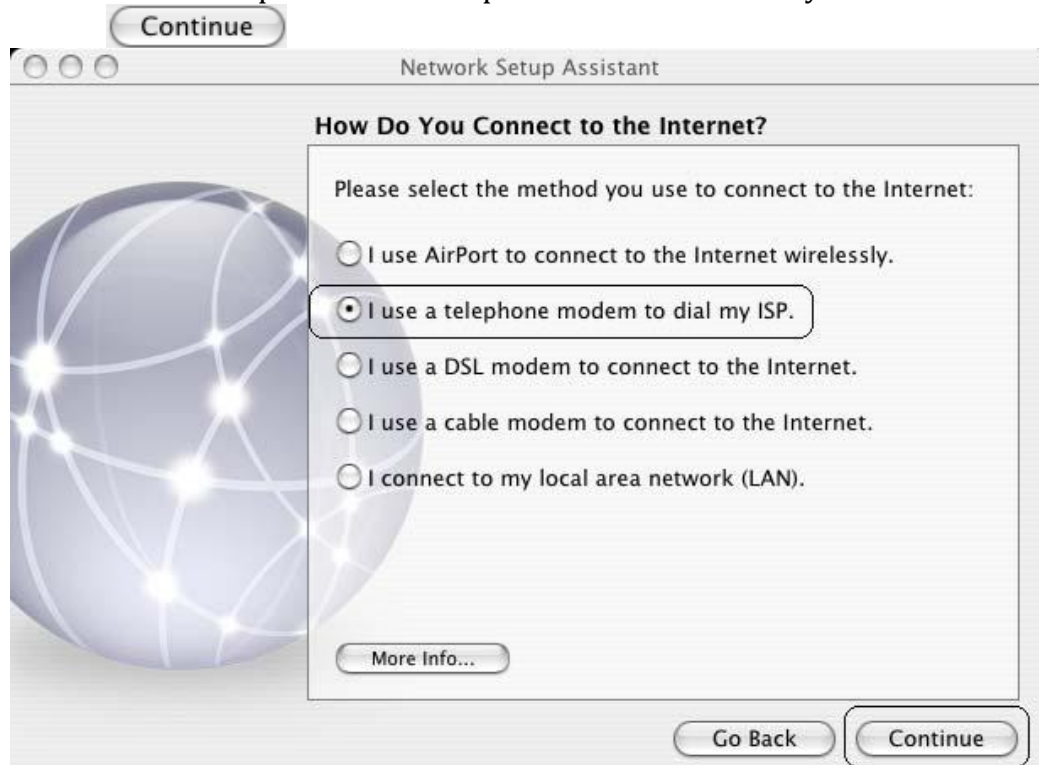 Continue
Network Setup Assistant
How Do You Connect to the Internet?
Please select the method you use to connect to the Internet:
I use AirPort to connect to the Internet wirelessly.
I use a telephone modem to dial my ISP.
I use a DSL modem to connect to the Internet.
I use a cable modem to connect to the Internet.
I connect to my local area network (LAN).
More Info...
Go Back
Continue